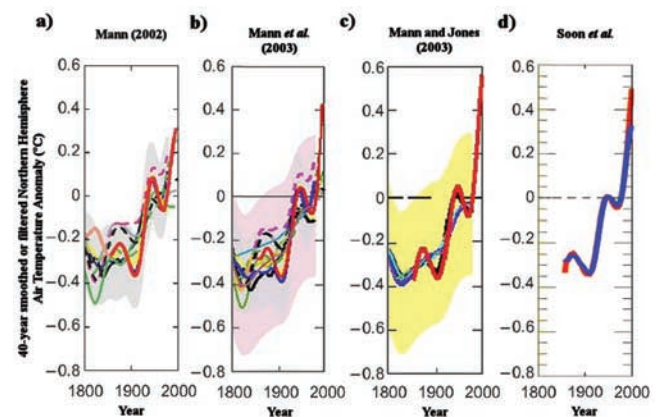 a)
Mann (2002)
b)
Mann et al.
(2003)
c)
Mann and Jones
(2003)
d)
Soon et al.
40-year smoothed or filtered Northern Hemisphere
Air Temperature Anomaly (°C)
0.6
0.4
0.2
0
−0.2
−0.4
−0.6
−0.8
1800 1900 2000
Year
0.6
0.4
0.2
0
−0.2
−0.4
−0.6
−0.8
1800 1900 2000
Year
0.6
0.4
0.2
0
−0.2
−0.4
−0.6
−0.8
1800 1900 2000
Year
0.6
0.4
0.2
0
−0.2
−0.4
−0.6
−0.8
1800 1900 2000
Year